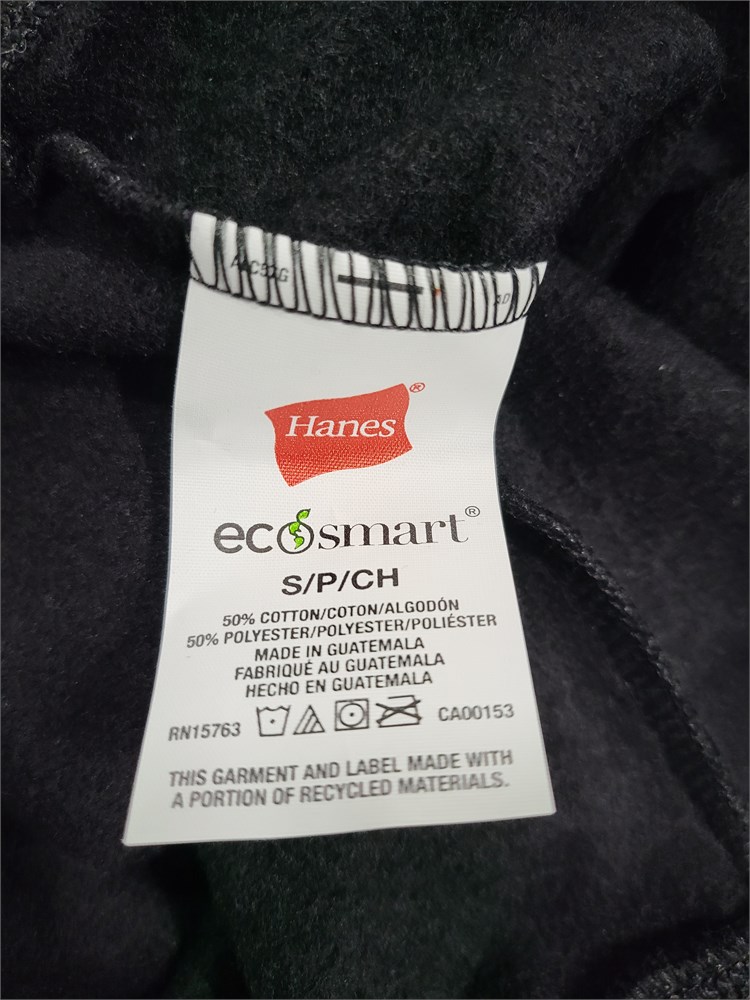 Hanes®
ecosmart®
S/P/CH
50% COTTON/COTON/ALGODÓN
50% POLYESTER/POLYESTER/POLIÉSTER
MADE IN GUATEMALA
FABRIQUÉ AU GUATEMALA
HECHO EN GUATEMALA
RN15763 CA00153
THIS GARMENT AND LABEL MADE WITH
A PORTION OF RECYCLED MATERIALS.